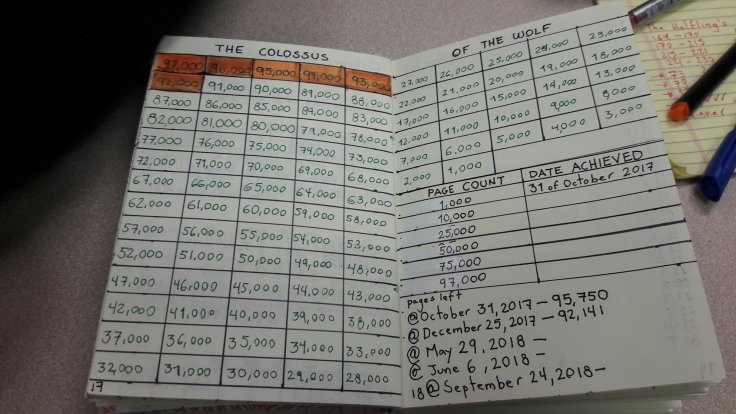 THE COLOSSUS
97,000 96,000 95,000 94,000 93,000
92,000 91,000 90,000 89,000 88,000
87,000 86,000 85,000 84,000 83,000
82,000 81,000 80,000 79,000 78,000
77,000 76,000 75,000 74,000 73,000
72,000 71,000 70,000 69,000 68,000
67,000 66,000 65,000 64,000 63,000
62,000 61,000 60,000 59,000 58,000
57,000 56,000 55,000 54,000 53,000
52,000 51,000 50,000 49,000 48,000
47,000 46,000 45,000 44,000 43,000
42,000 41,000 40,000 39,000 38,000
37,000 36,000 35,000 34,000 33,000
32,000 31,000 30,000 29,000 28,000
17
OF THE WOLF
27,000 26,000 25,000 24,000 23,000
22,000 21,000 20,000 19,000 18,000
17,000 16,000 15,000 14,000 13,000
12,000 11,000 10,000 9,000 8,000
7,000 6,000 5,000 4,000 3,000
2,000 1,000
PAGE COUNT DATE ACHIEVED
1,000 31 of October 2017
10,000
25,000
50,000
75,000
97,000
pages left
@October 31, 2017 – 95,750
@December 25, 2017 – 92,141
@ May 29, 2018 –
@ June 6, 2018 –
18 @ September 24, 2018 –
The Halfling's